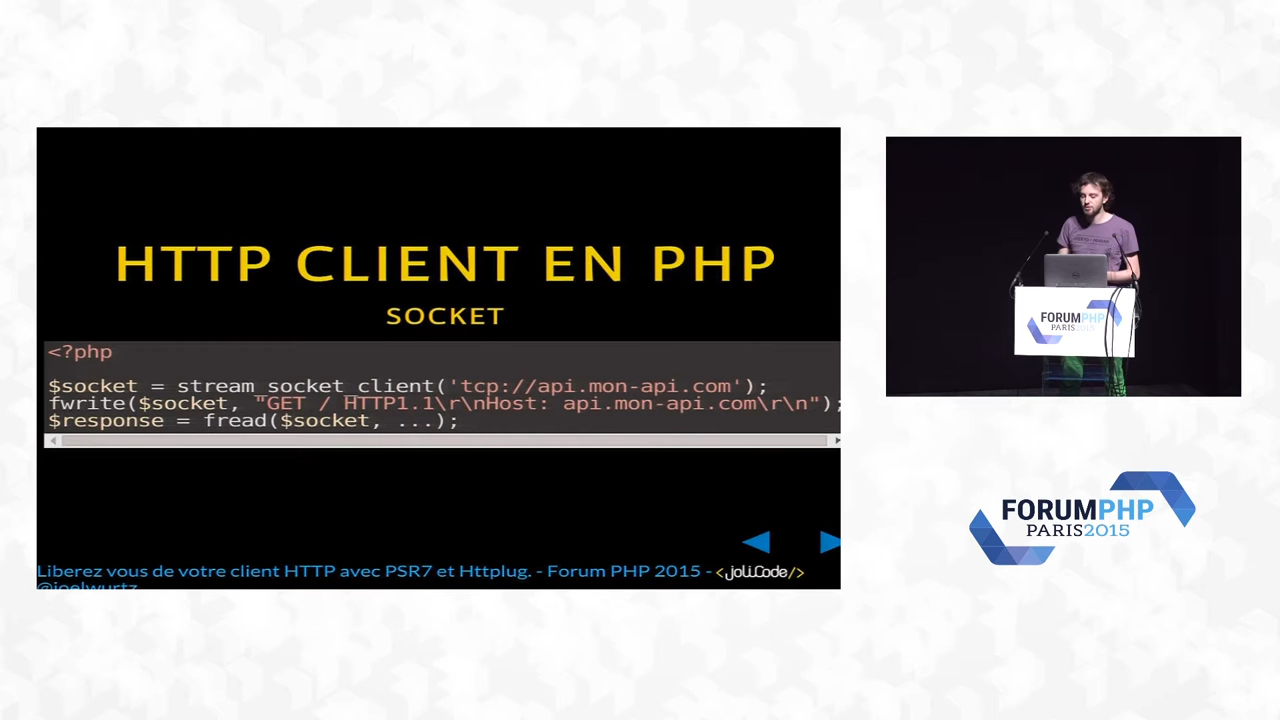 HTTP CLIENT EN PHP
SOCKET
<?php
$socket = stream_socket_client('tcp://api.mon-api.com');
fwrite($socket, "GET / HTTP1.1\r\nHost: api.mon-api.com\r\n");
$response = fread($socket, ...);
Liberez vous de votre client HTTP avec PSR7 et Httplug. - Forum PHP 2015 - <joliCode/>
@joelwurtz
FORUMPHP
PARIS2015
FORUMPHP
PARIS2015